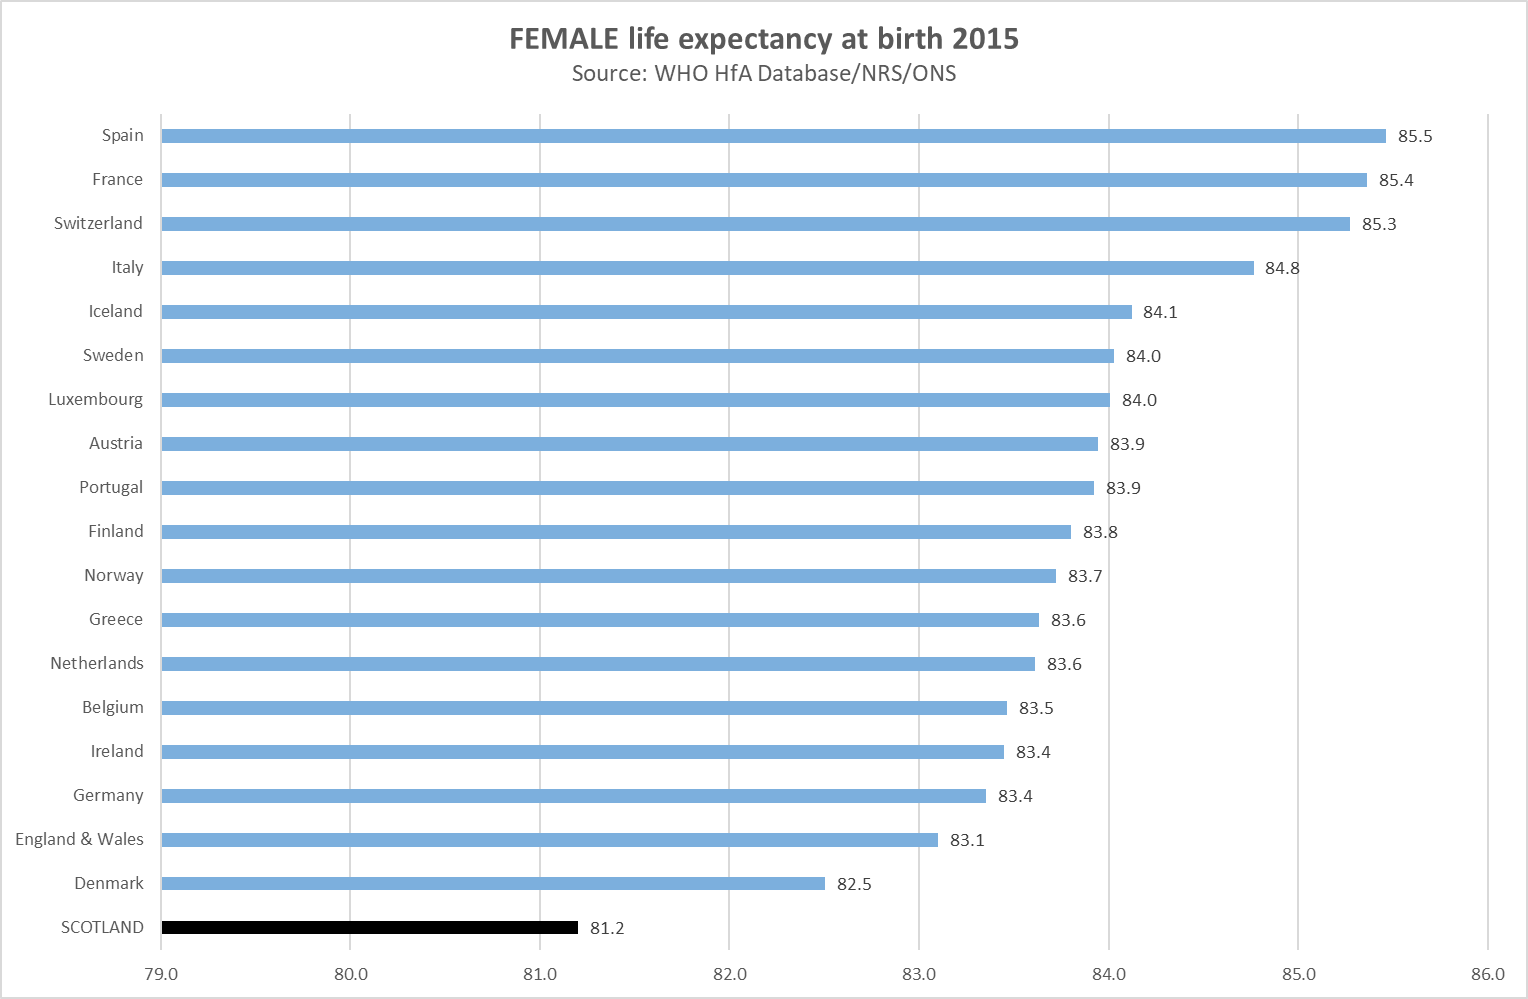 FEMALE life expectancy at birth 2015
Source: WHO HfA Database/NRS/ONS
Spain 85.5
France 85.4
Switzerland 85.3
Italy 84.8
Iceland 84.1
Sweden 84.0
Luxembourg 84.0
Austria 83.9
Portugal 83.9
Finland 83.8
Norway 83.7
Greece 83.6
Netherlands 83.6
Belgium 83.5
Ireland 83.4
Germany 83.4
England & Wales 83.1
Denmark 82.5
SCOTLAND 81.2
79.0 80.0 81.0 82.0 83.0 84.0 85.0 86.0